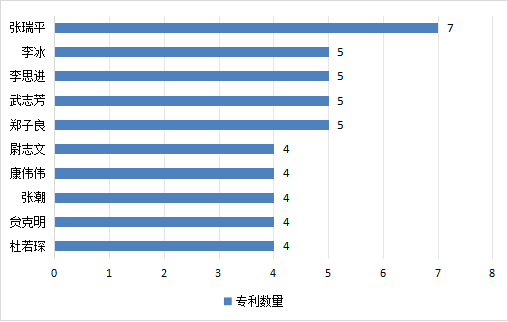 张瑞平 7
李冰 5
李思进 5
武志芳 5
郑子良 5
尉志文 4
康伟伟 4
张潮 4
贠克明 4
杜若琛 4
0 1 2 3 4 5 6 7 8
专利数量